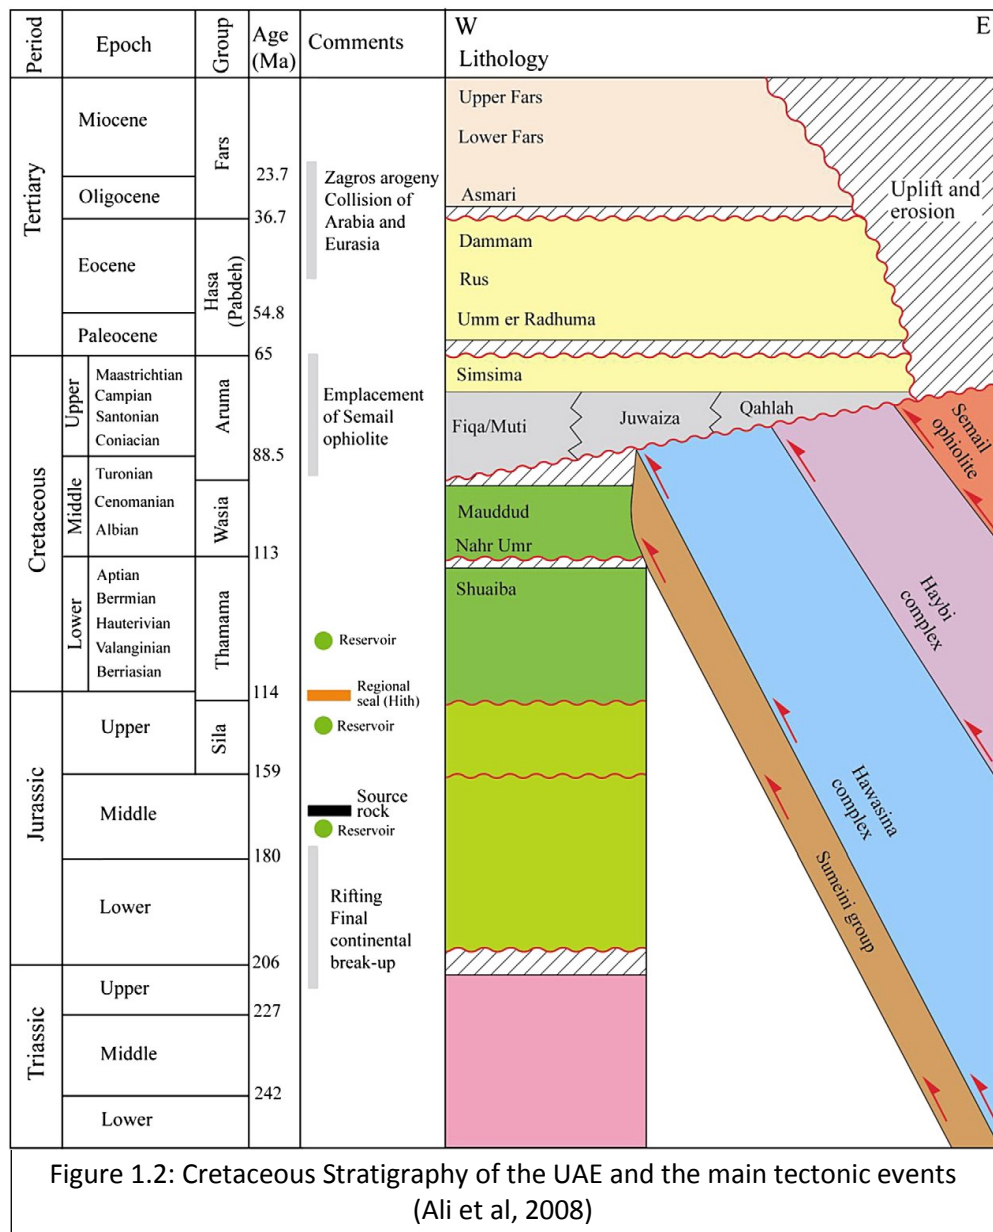 Period
Epoch
Group
Age
(Ma)
Comments
W
E
Lithology
Tertiary
Miocene
Oligocene
Eocene
Paleocene
Fars
Hasa
(Pabdeh)
23.7
36.7
54.8
65
Zagros arogeny
Collision of
Arabia and
Eurasia
Upper Fars
Lower Fars
Asmari
Dammam
Rus
Umm er Radhuma
Uplift and
erosion
Cretaceous
Upper
Maastrichtian
Campian
Santonian
Coniacian
Middle
Turonian
Cenomanian
Albian
Lower
Aptian
Berrmian
Hauterivian
Valanginian
Berriasian
Aruma
Wasia
Thamama
88.5
113
114
Emplacement
of Semail
ophiolite
Reservoir
Regional
seal (Hith)
Reservoir
Simsima
Fiqa/Muti
Juwaiza
Qahlah
Semail
ophiolite
Mauddud
Nahr Umr
Shuaiba
Haybi
complex
Hawasina
complex
Sumeini group
Jurassic
Upper
Middle
Lower
Sila
159
180
206
Source
rock
Reservoir
Rifting
Final
continental
break-up
Triassic
Upper
Middle
Lower
227
242
Figure 1.2: Cretaceous Stratigraphy of the UAE and the main tectonic events
(Ali et al, 2008)